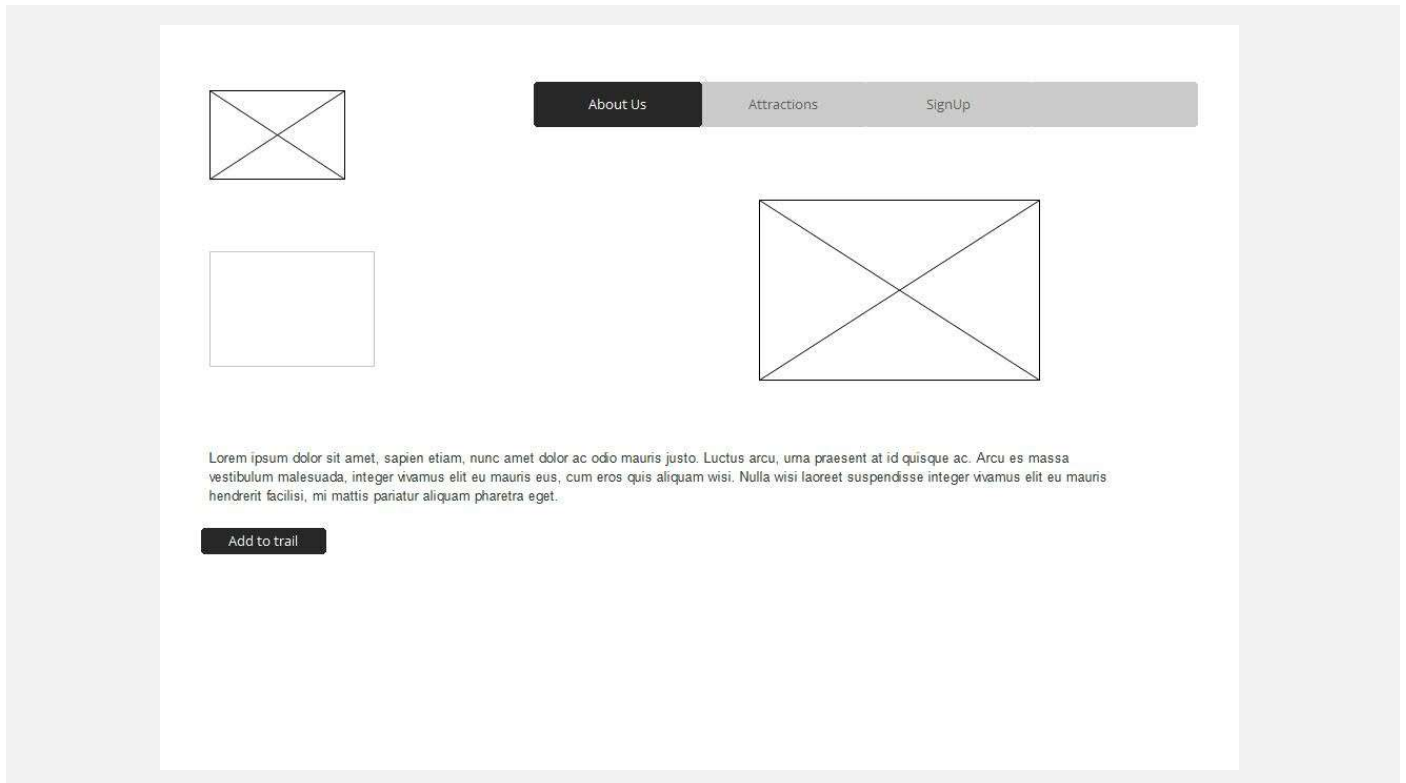 About Us
Attractions
SignUp
Lorem ipsum dolor sit amet, sapien etiam, nunc amet dolor ac odio mauris justo. Luctus arcu, urna praesent at id quisque ac. Arcu es massa
vestibulum malesuada, integer vivamus elit eu mauris eus, cum eros quis aliquam wisi. Nulla wisi laoreet suspendisse integer vivamus elit eu mauris
hendrerit facilisi, mi mattis pariatur aliquam pharetra eget.
Add to trail